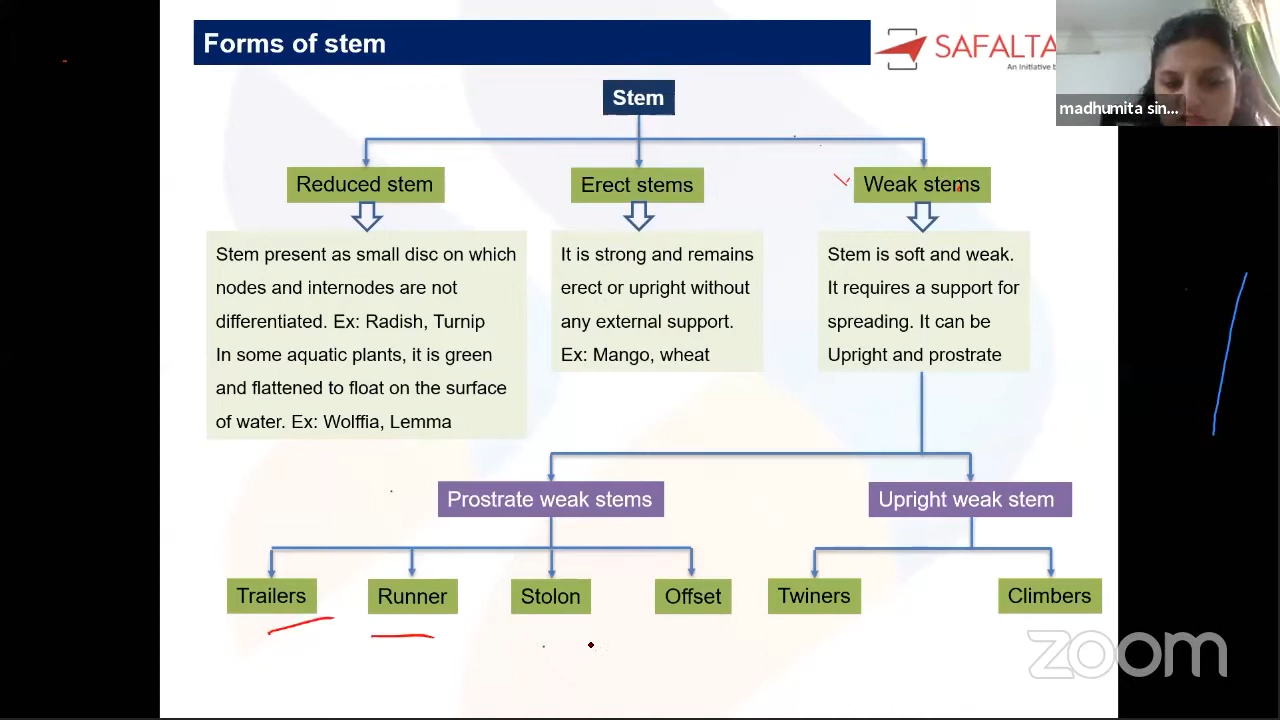 Forms of stem
SAFALTA
An Initiative b
madhumita sin...
Stem
Reduced stem
Erect stems
Weak stems
Stem present as small disc on which
nodes and internodes are not
differentiated. Ex: Radish, Turnip
In some aquatic plants, it is green
and flattened to float on the surface
of water. Ex: Wolffia, Lemma
It is strong and remains
erect or upright without
any external support.
Ex: Mango, wheat
Stem is soft and weak.
It requires a support for
spreading. It can be
Upright and prostrate
Prostrate weak stems
Upright weak stem
Trailers
Runner
Stolon
Offset
Twiners
Climbers
zoom